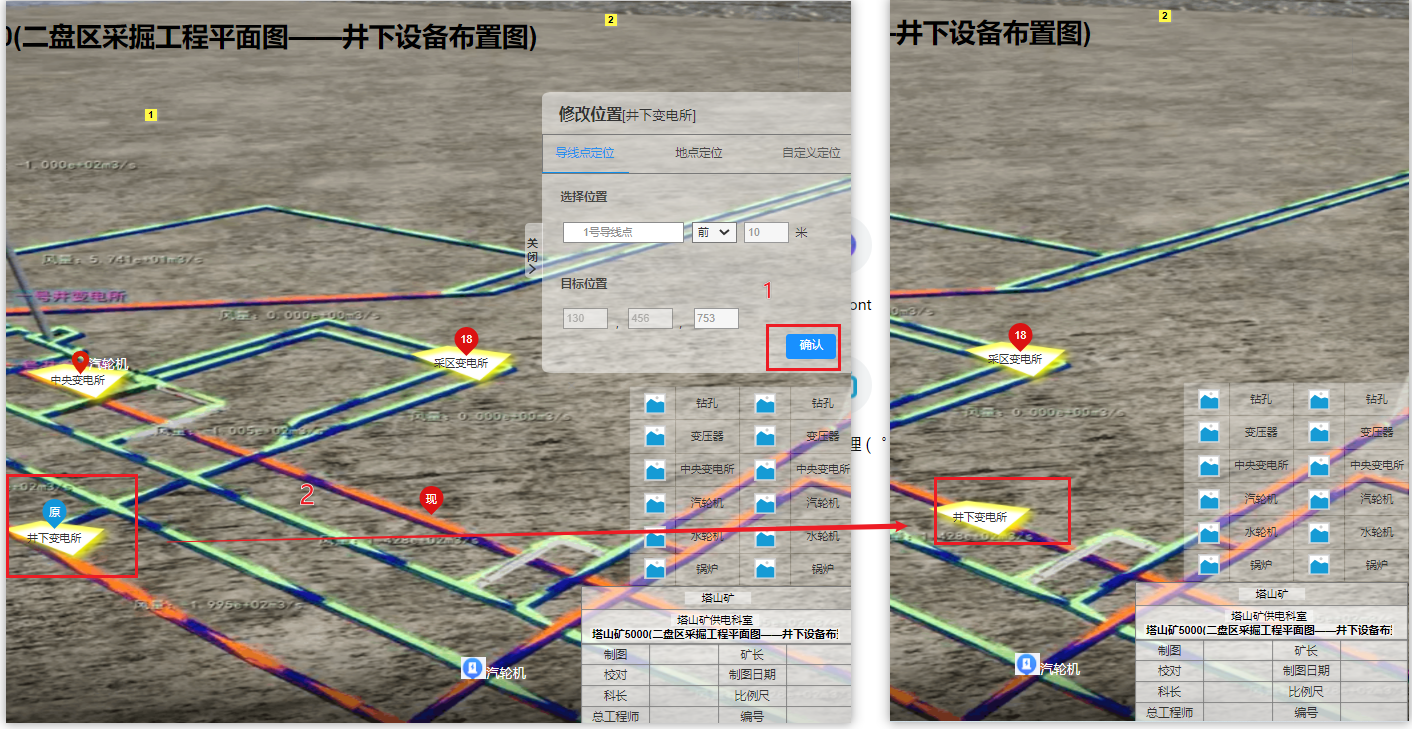 0(二盘区采掘工程平面图——井下设备布置图)
2
1
-1.000e+02m3/s
修改位置[井下变电所]
导线点定位 地点定位 自定义定位
选择位置
1号导线点 前 10 米
关闭
目标位置
130 , 456 , 753
1
确认
风量: 5.741e+01m3/s
一号井变电所
风量: 0.000e+00m3/s
18
采区变电所
汽轮机
中央变电所
风量: 0.000e+00m3/s
风量: -1.005e+02m3/s
2
现
原
井下变电所
风量: -1.995e+02m3/s
汽轮机
钻孔 钻孔
变压器 变压器
中央变电所 中央变电所
汽轮机 汽轮机
水轮机 水轮机
锅炉 锅炉
塔山矿
塔山矿供电科室
塔山矿5000(二盘区采掘工程平面图——井下设备布
制图 矿长
校对 制图日期
科长 比例尺
总工程师 编号
ont
理 ( °
井下设备布置图)
2
18
采区变电所
风量: 0.000e+00m3/s
井下变电所
汽轮机
钻孔 钻孔
变压器 变压器
中央变电所 中央变电所
汽轮机 汽轮机
水轮机 水轮机
锅炉 锅炉
塔山矿
塔山矿供电科室
塔山矿5000(二盘区采掘工程平面图——井下设备布
制图 矿长
校对 制图日期
科长 比例尺
总工程师 编号